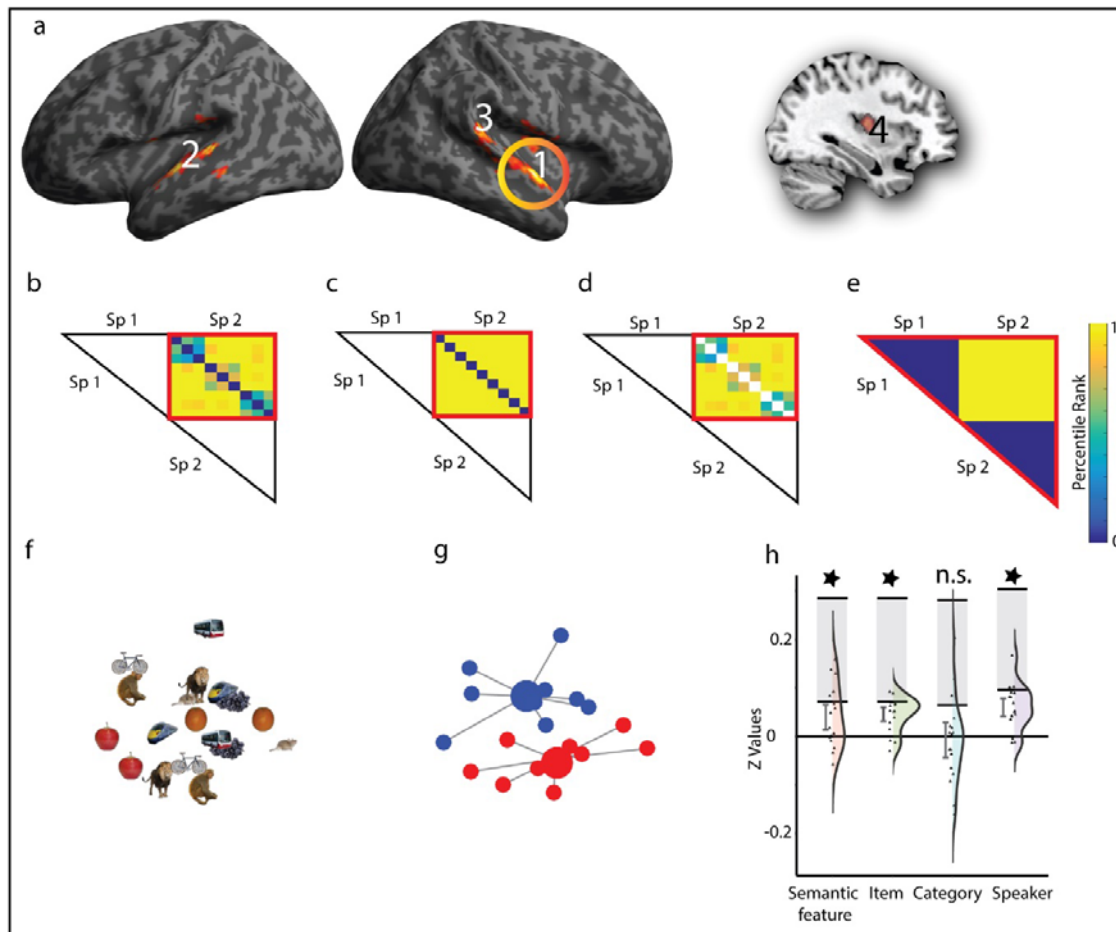 a
2
3
1
4
b
c
d
e
Sp 1
Sp 2
Sp 1
Sp 2
Sp 1
Sp 2
Sp 1
Sp 2
Sp 1
Sp 1
Sp 1
Sp 1
Sp 2
Sp 2
Sp 2
Sp 2
1
Percentile Rank
0
f
g
h
n.s.
0.2
0
-0.2
Z Values
Semantic
feature
Item
Category
Speaker